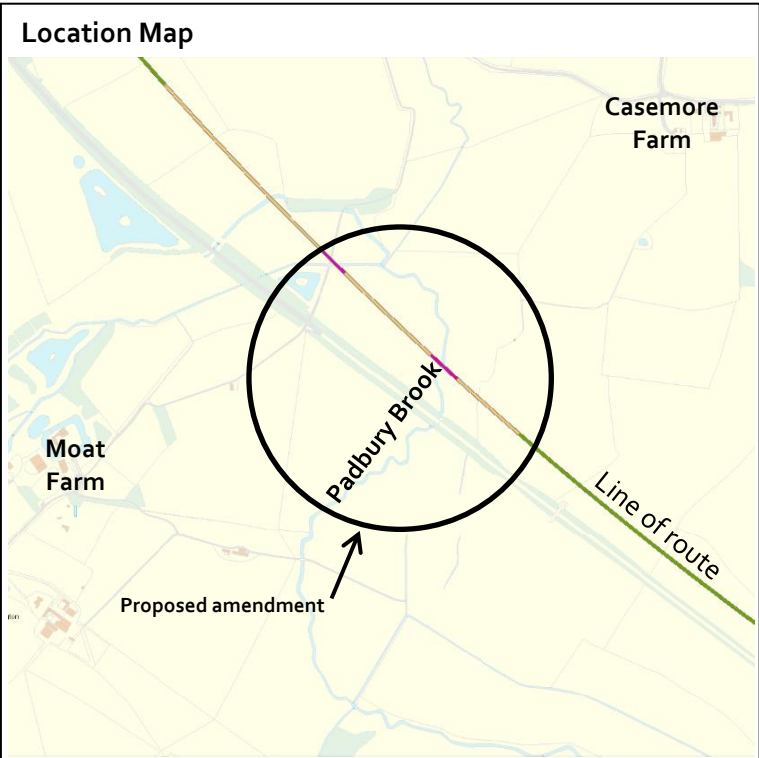 Location Map
Casemore
Farm
Padbury Brook
Moat
Farm
Line of route
Proposed amendment